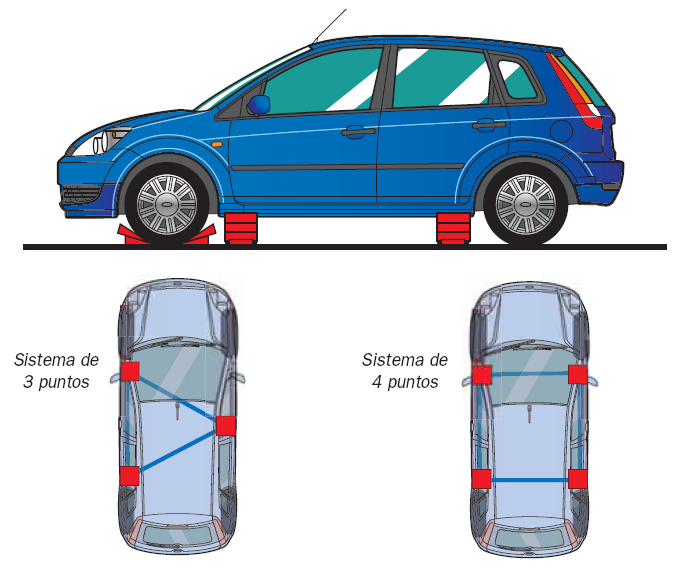 Sistema de
3 puntos
Sistema de
4 puntos